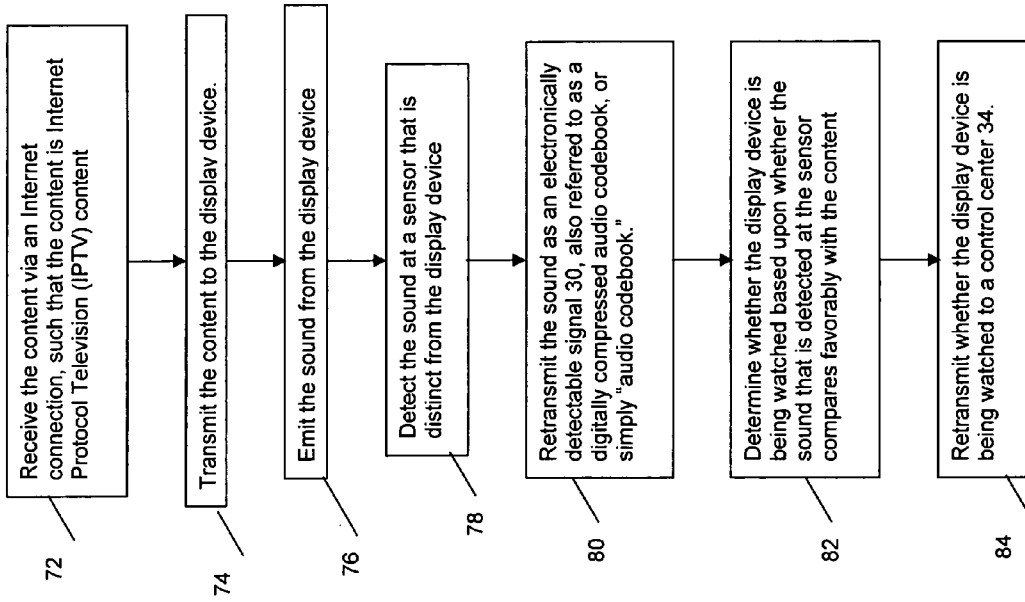 72
Receive the content via an Internet
connection, such that the content is Internet
Protocol Television (IPTV) content
74
Transmit the content to the display device.
76
Emit the sound from the display device
78
Detect the sound at a sensor that is
distinct from the display device
80
Retransmit the sound as an electronically
detectable signal 30, also referred to as a
digitally compressed audio codebook, or
simply “audio codebook.”
82
Determine whether the display device is
being watched based upon whether the
sound that is detected at the sensor
compares favorably with the content
84
Retransmit whether the display device is
being watched to a control center 34.